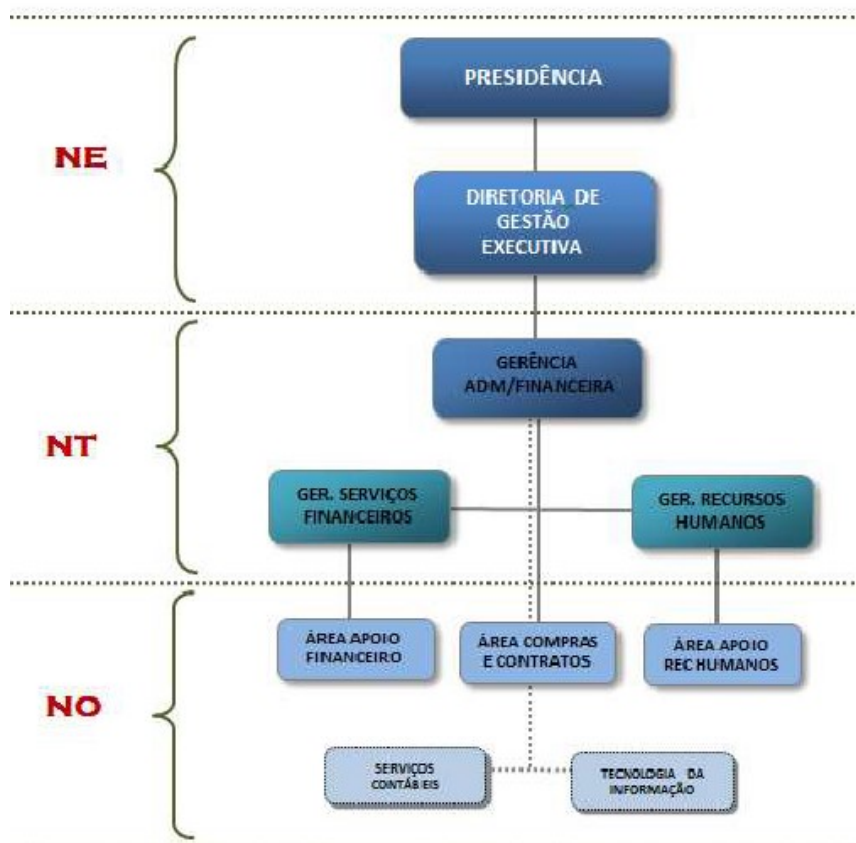 PRESIDÊNCIA
NE
DIRETORIA DE
GESTÃO
EXECUTIVA
GERÊNCIA
ADM/FINANCEIRA
NT
GER. SERVIÇOS
FINANCEIROS
GER. RECURSOS
HUMANOS
ÁREA APOIO
FINANCEIRO
ÁREA COMPRAS
E CONTRATOS
ÁREA APOIO
REC HUMANOS
NO
SERVIÇOS
CONTÁBEIS
TECNOLOGIA DA
INFORMAÇÃO